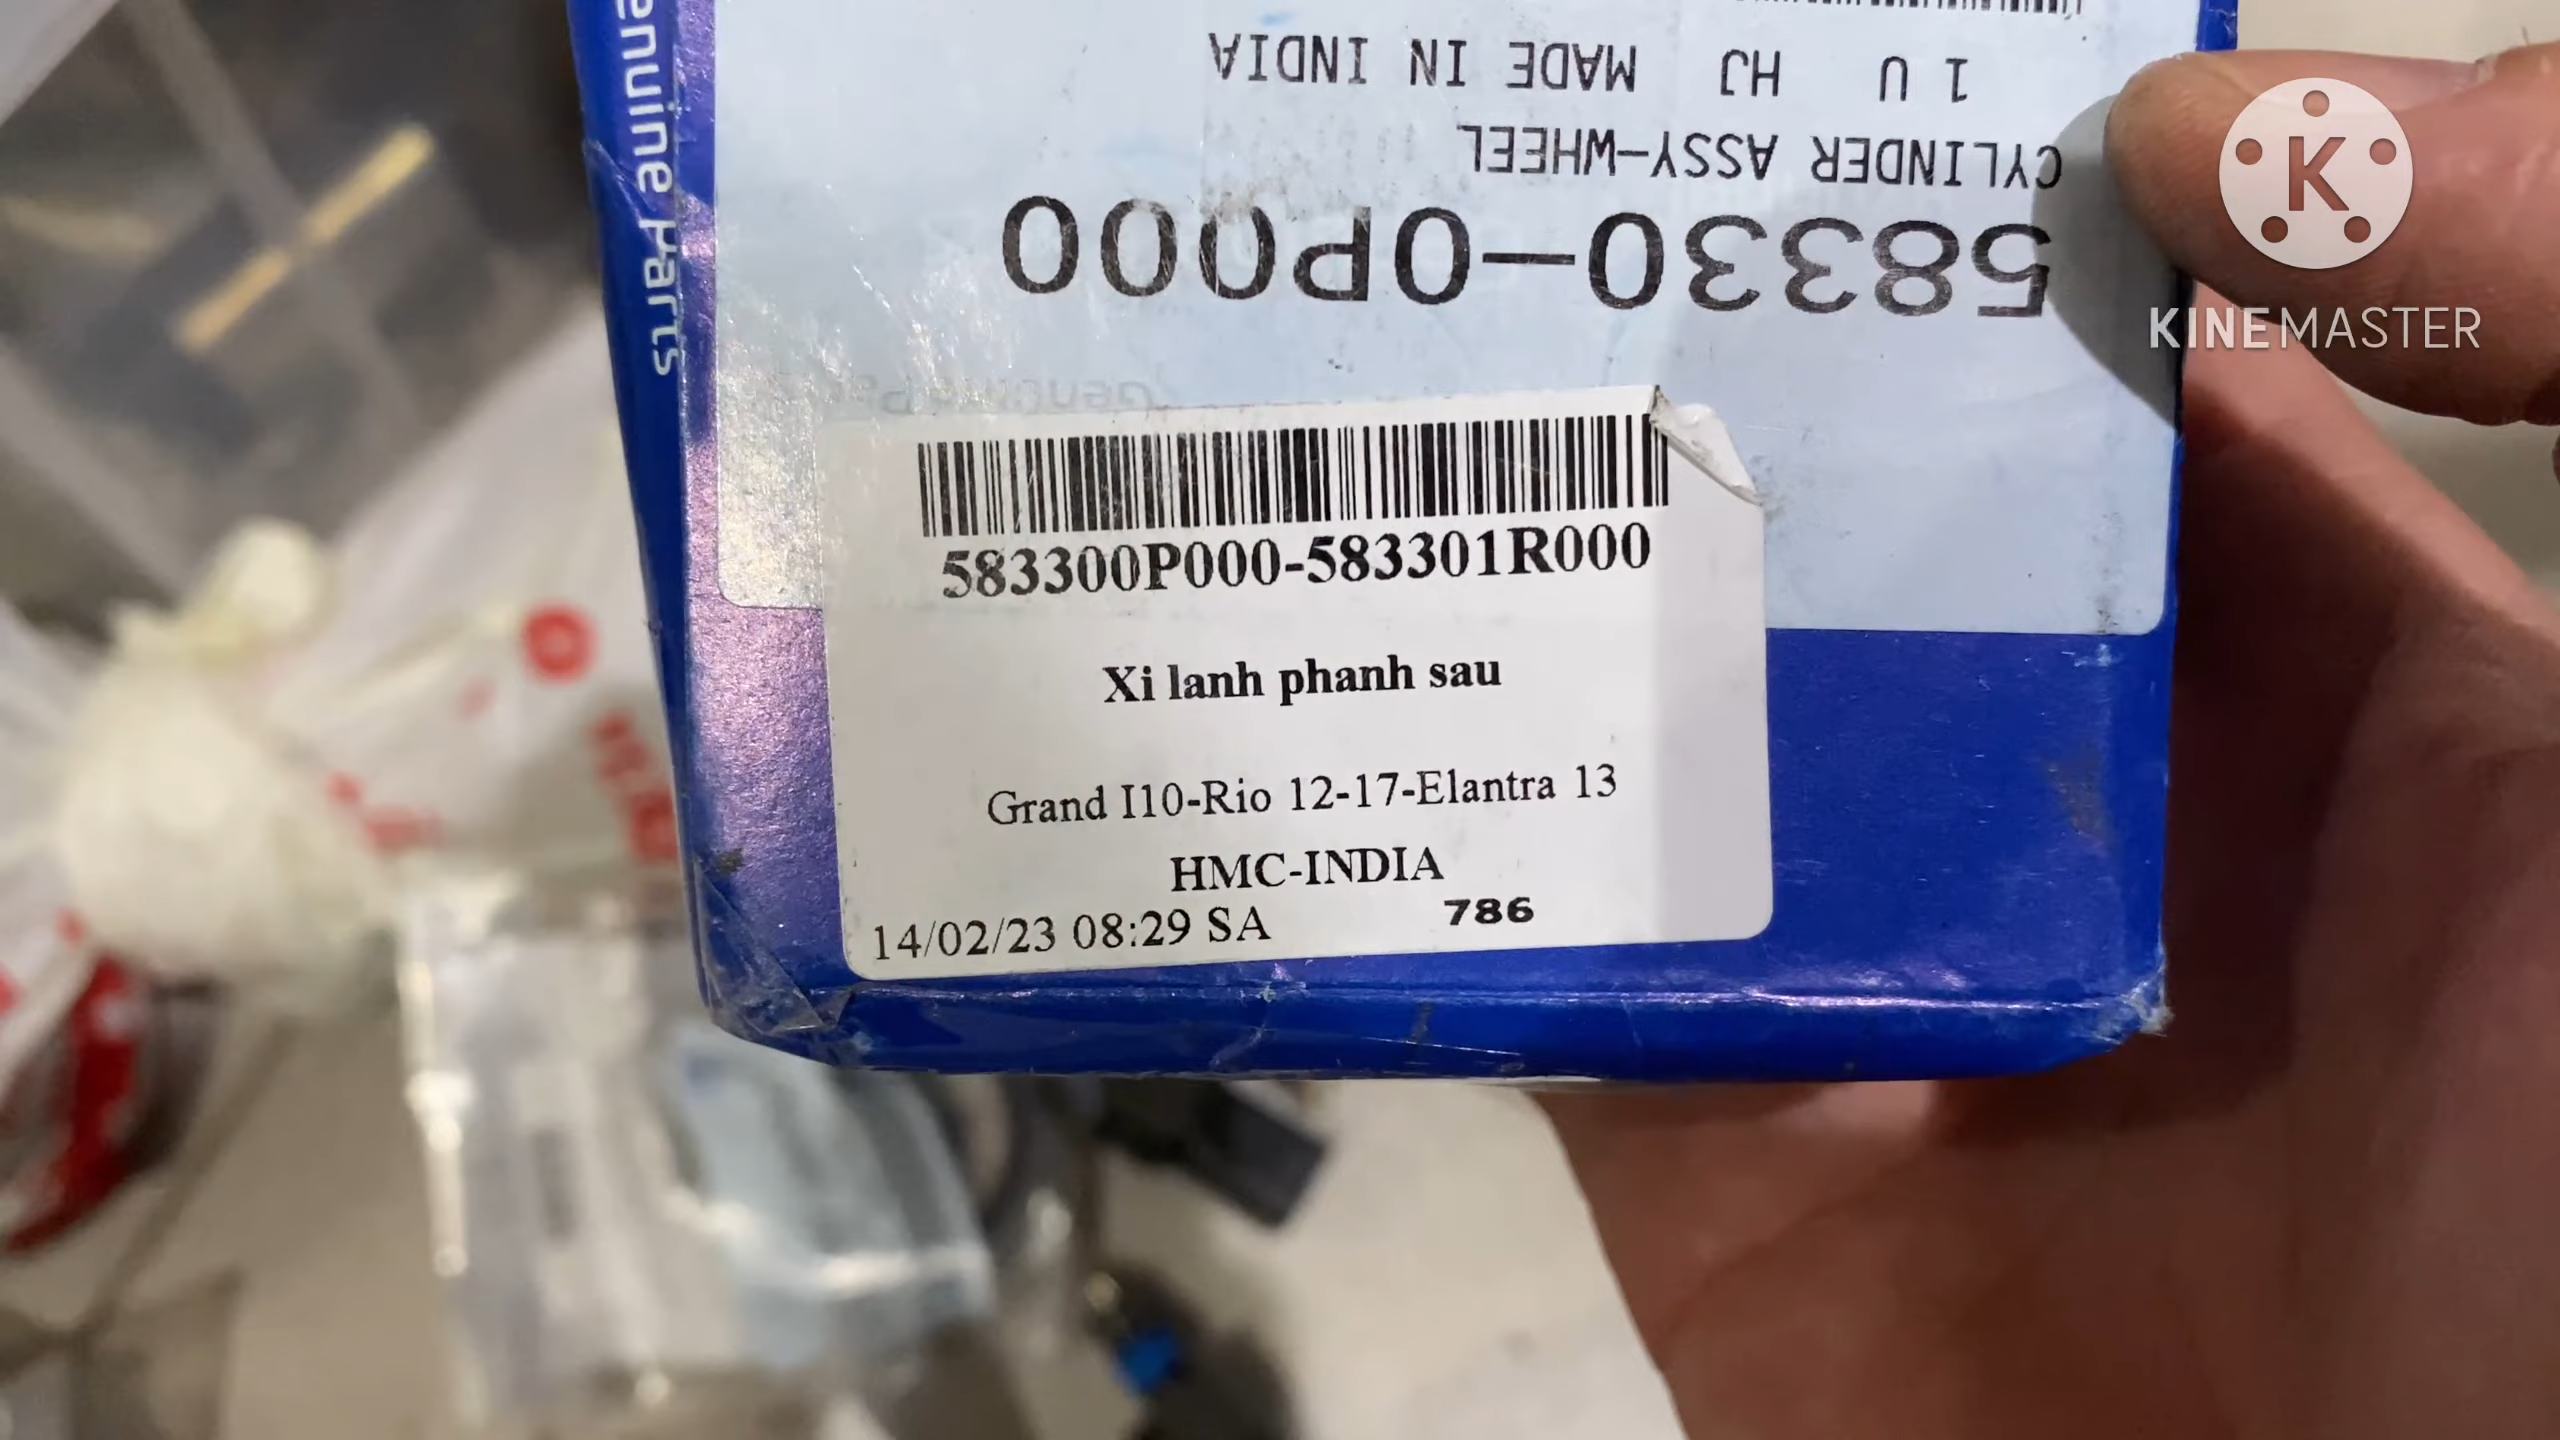 1 U HJ MADE IN INDIA
CYLINDER ASSY-WHEEL
58330-0P000
enuine Parts
583300P000-583301R000
Xi lanh phanh sau
Grand I10-Rio 12-17-Elantra 13
HMC-INDIA
14/02/23 08:29 SA 786
K
KINEMASTER